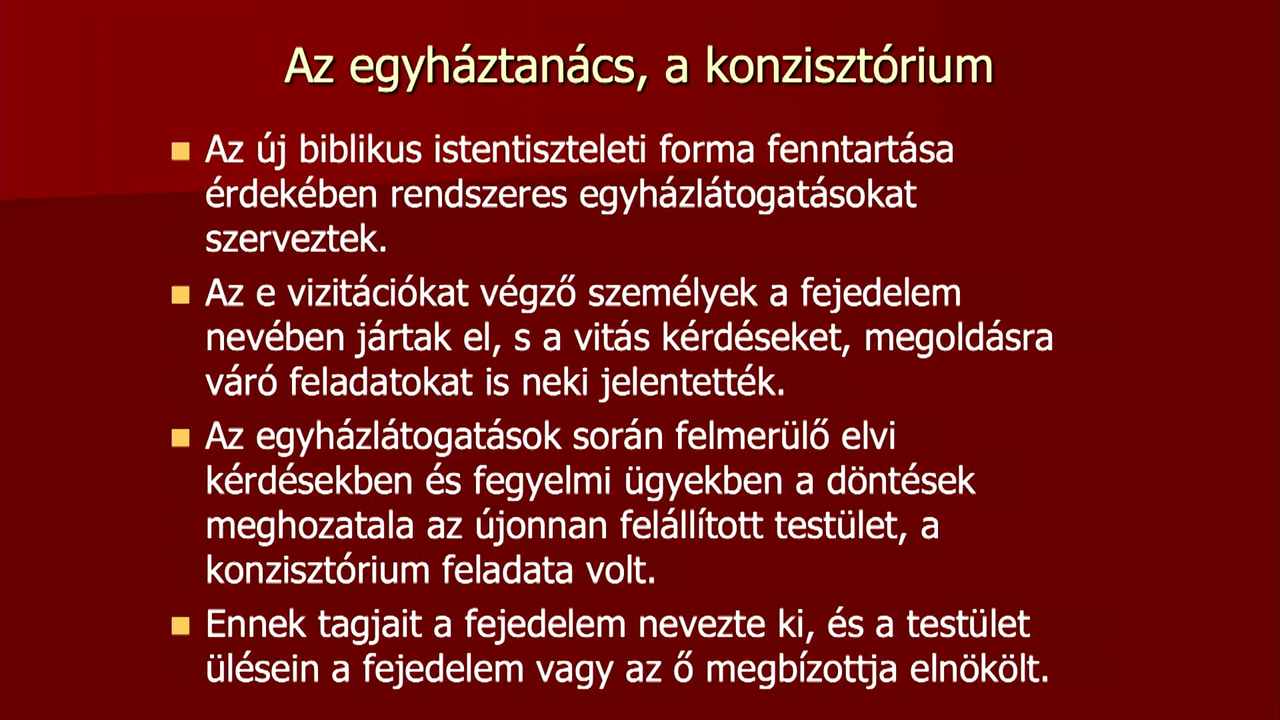 Az egyháztanács, a konzisztórium
Az új biblikus istentiszteleti forma fenntartása
érdekében rendszeres egyházlátogatásokat
szerveztek.
Az e vizitációkat végző személyek a fejedelem
nevében jártak el, s a vitás kérdéseket, megoldásra
váró feladatokat is neki jelentették.
Az egyházlátogatások során felmerülő elvi
kérdésekben és fegyelmi ügyekben a döntések
meghozatala az újonnan felállított testület, a
konzisztórium feladata volt.
Ennek tagjait a fejedelem nevezte ki, és a testület
ülésein a fejedelem vagy az ő megbízottja elnökölt.